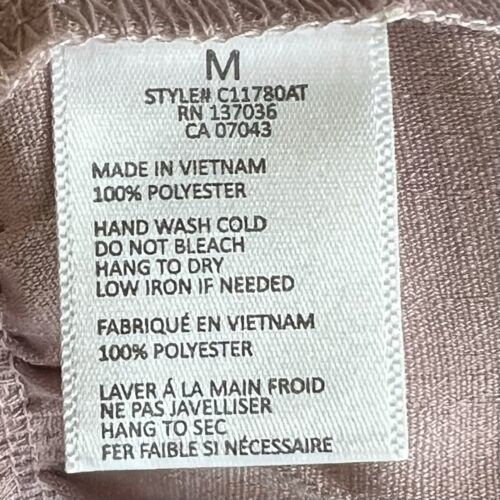 M
STYLE# C11780AT
RN 137036
CA 07043
MADE IN VIETNAM
100% POLYESTER
HAND WASH COLD
DO NOT BLEACH
HANG TO DRY
LOW IRON IF NEEDED
FABRIQUÉ EN VIETNAM
100% POLYESTER
LAVER Á LA MAIN FROID
NE PAS JAVELLISER
HANG TO SEC
FER FAIBLE SI NÉCESSAIRE